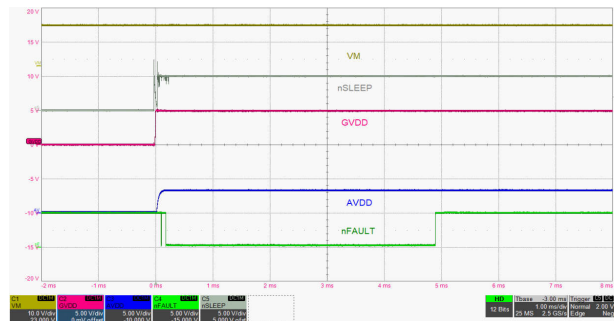 20 V
15 V
VM
10 V
nSLEEP
5 V
GVDD
0 V
-5 V
AVDD
-10 V
nFAULT
-15 V
-20 V
-2 ms -1 ms 0 ms 1 ms 2 ms 3 ms 4 ms 5 ms 6 ms 7 ms 8 ms
C1 C2 C3 C4 C5 HD Tbase -3.00 ms Trigger
VM GVDD nFAULT nSLEEP 12 Bits 1.00 ms/div Normal 2.00 V
10.0 V/div 5.00 V/div 5.00 V/div 5.00 V/div 5.00 V/div 25 MS 2.5 GS/s Edge